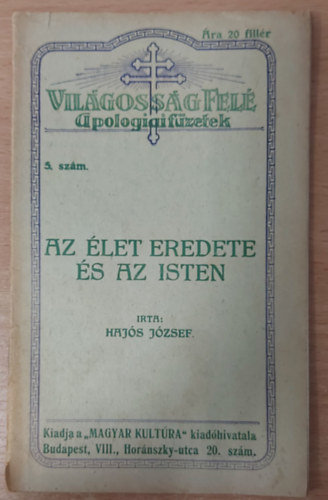 Ára 20 fillér
VILÁGOSSÁG FELÉ
Apologiai füzetek
5. szám.
AZ ÉLET EREDETE
ÉS AZ ISTEN
IRTA:
HAJÓS JÓZSEF.
Kiadja a „MAGYAR KULTÚRA“ kiadóhivatala
Budapest, VIII., Horánszky-utca 20. szám.